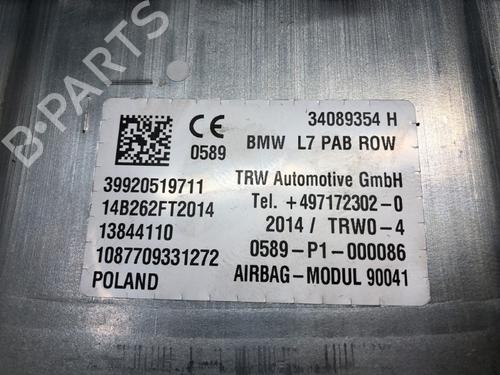 B-PARTS
34089354 H
CE
0589
BMW L7 PAB ROW
39920519711
TRW Automotive GmbH
14B262FT2014
Tel. +497172302-0
13844110
2014 / TRW0-4
1087709331272
0589-P1-000086
POLAND
AIRBAG-MODUL 90041